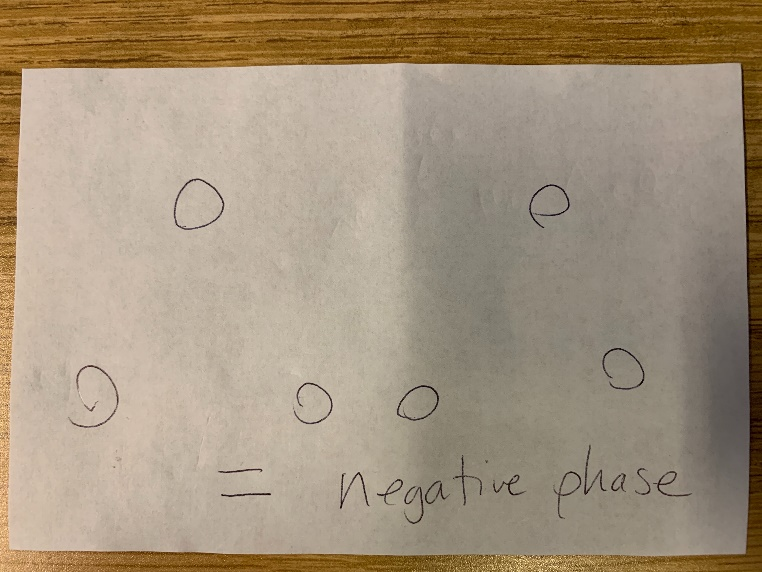 = negative phase